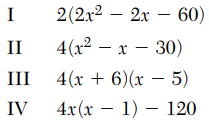 I 2(2x² − 2x − 60)
II 4(x² − x − 30)
III 4(x + 6)(x − 5)
IV 4x(x − 1) − 120